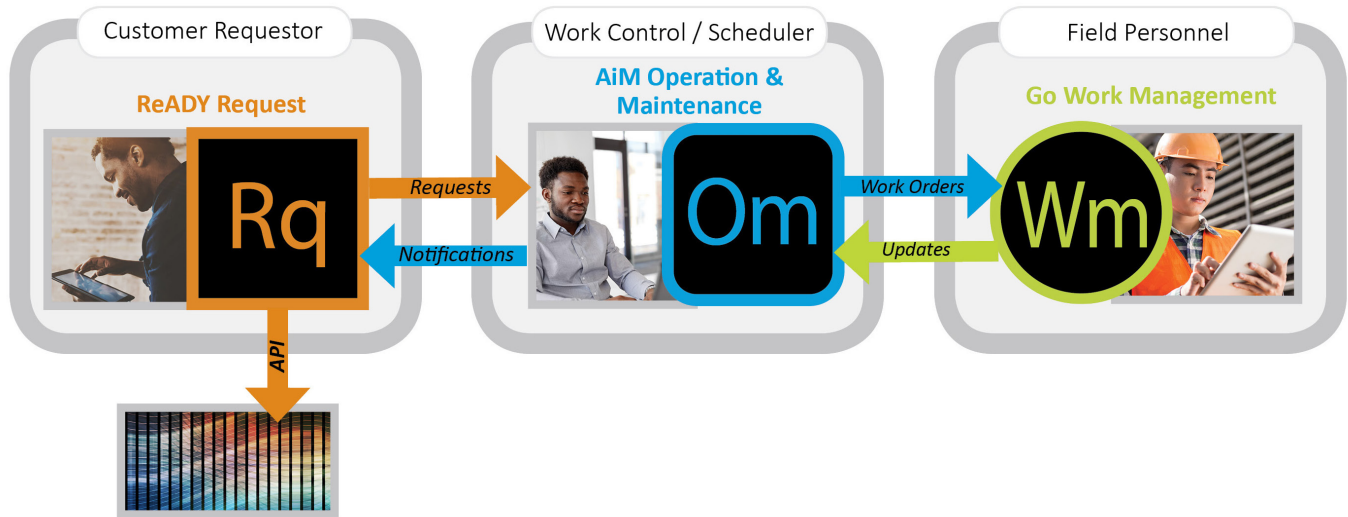 Customer Requestor
Work Control / Scheduler
Field Personnel
ReADY Request
AiM Operation &
Maintenance
Go Work Management
Rq
Requests
Notifications
Om
Work Orders
Updates
Wm
API